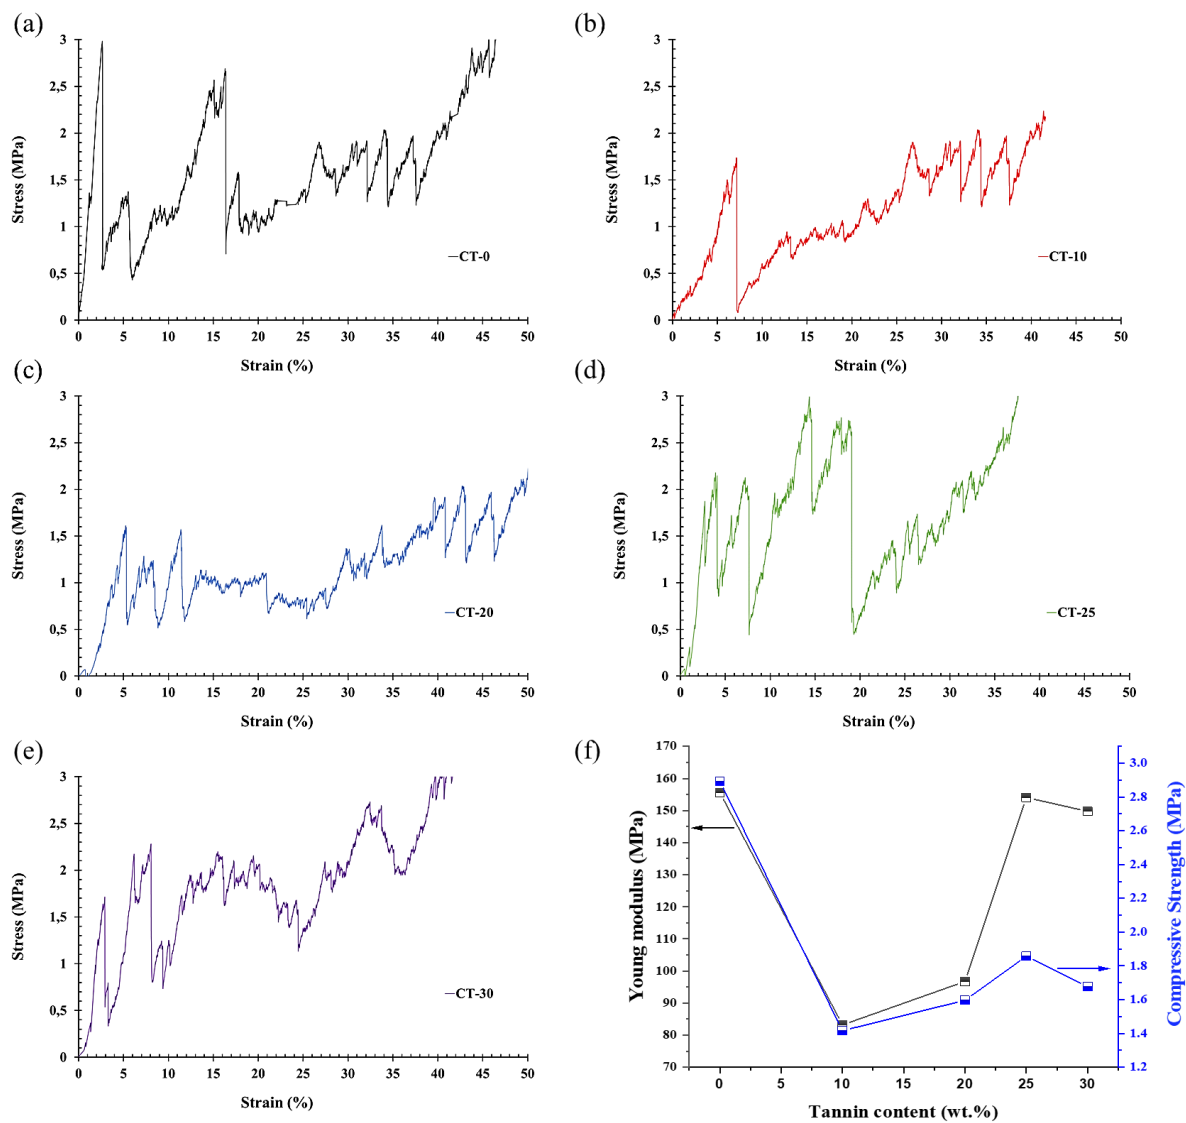 (a)
3
2,5
2
1,5
1
0,5
0
Stress (MPa)
0 5 10 15 20 25 30 35 40 45 50
Strain (%)
CT-0
(b)
3
2,5
2
1,5
1
0,5
0
Stress (MPa)
0 5 10 15 20 25 30 35 40 45 50
Strain (%)
CT-10
(c)
3
2,5
2
1,5
1
0,5
0
Stress (MPa)
0 5 10 15 20 25 30 35 40 45 50
Strain (%)
CT-20
(d)
3
2,5
2
1,5
1
0,5
0
Stress (MPa)
0 5 10 15 20 25 30 35 40 45 50
Strain (%)
CT-25
(e)
3
2,5
2
1,5
1
0,5
0
Stress (MPa)
0 5 10 15 20 25 30 35 40 45 50
Strain (%)
CT-30
(f)
170
160
150
140
130
120
110
100
90
80
70
Young modulus (MPa)
0 5 10 15 20 25 30
Tannin content (wt.%)
3.0
2.8
2.6
2.4
2.2
2.0
1.8
1.6
1.4
1.2
Compressive Strength (MPa)